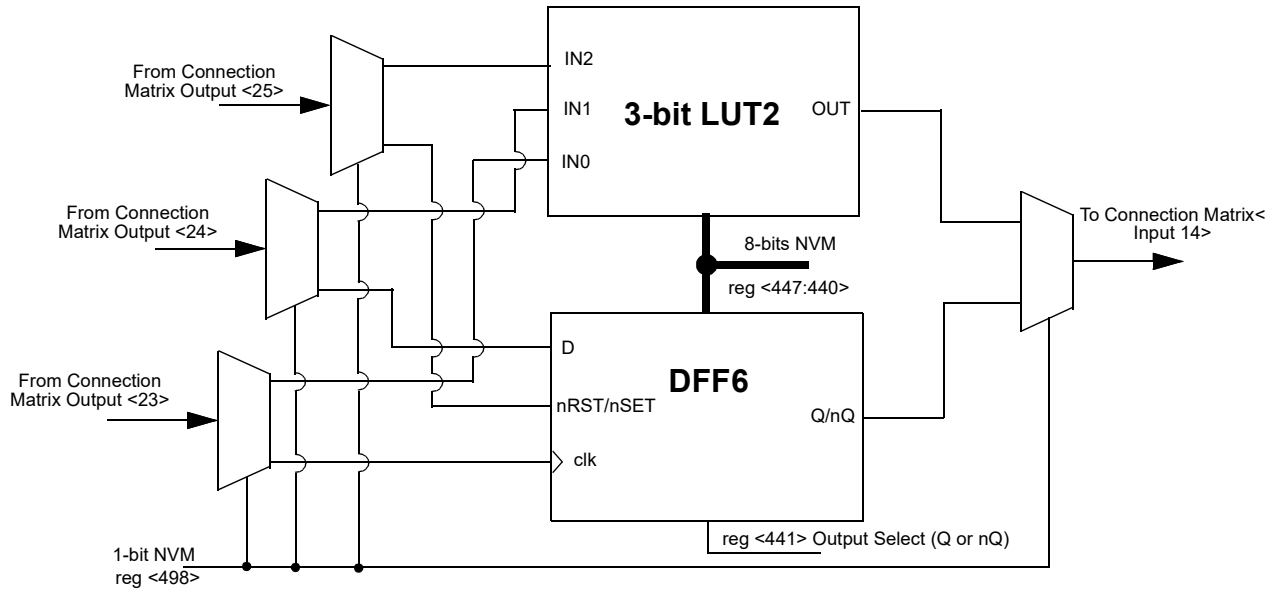 From Connection
Matrix Output <25>
IN2
IN1
IN0
3-bit LUT2
OUT
From Connection
Matrix Output <24>
To Connection Matrix<
Input 14>
8-bits NVM
reg <447:440>
D
DFF6
nRST/nSET
Q/nQ
clk
From Connection
Matrix Output <23>
reg <441> Output Select (Q or nQ)
1-bit NVM
reg <498>